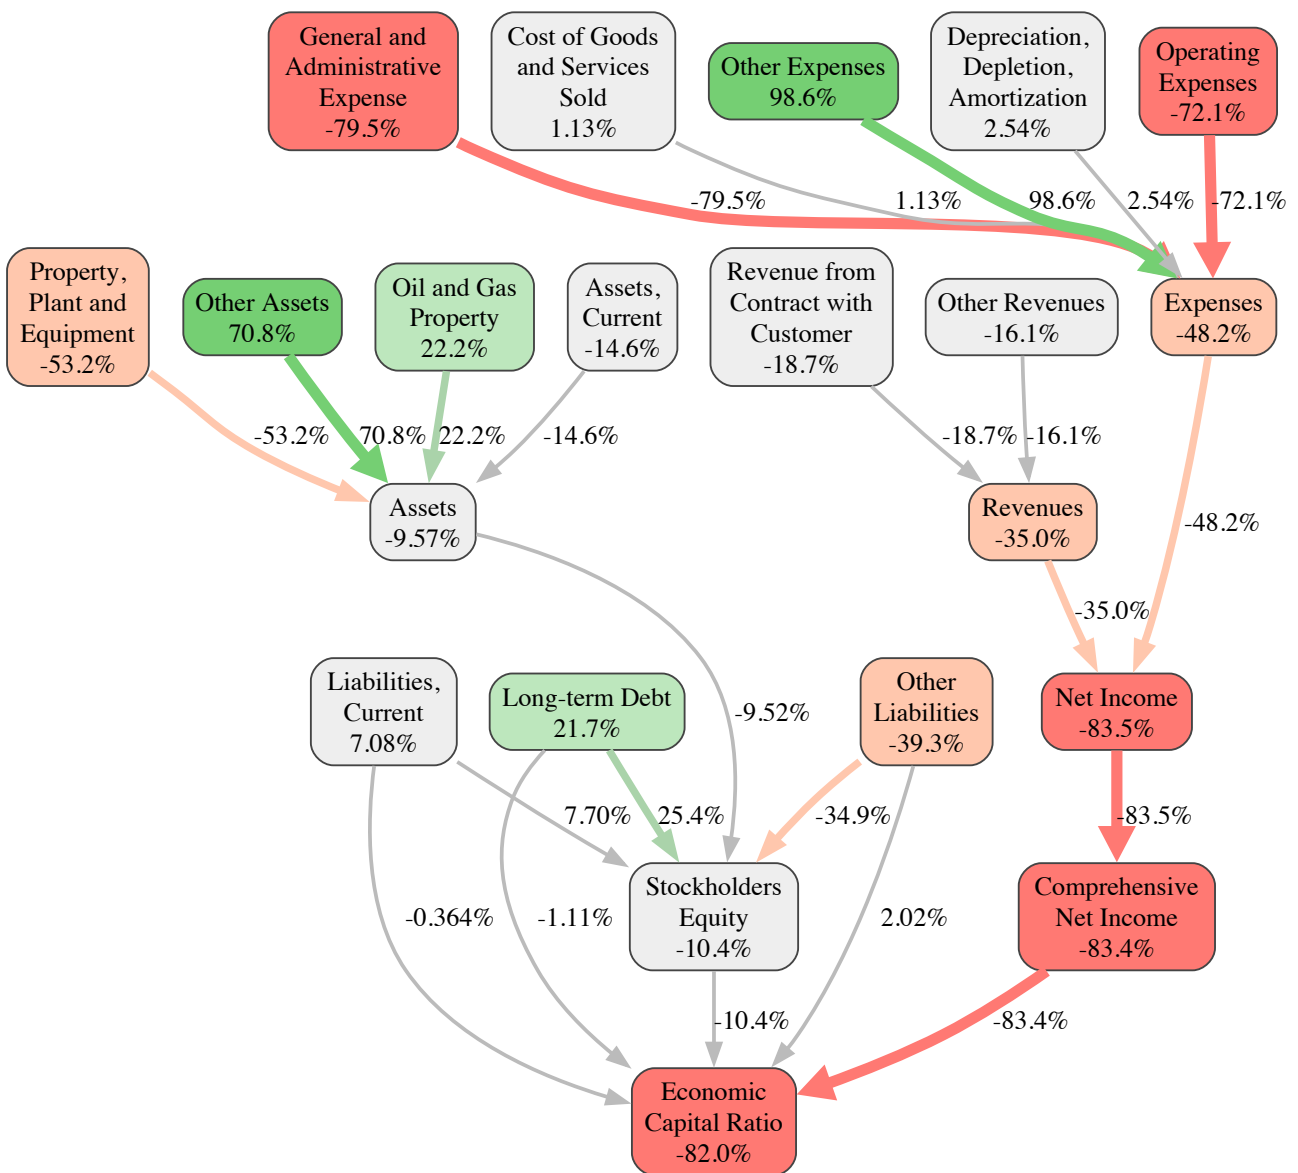 General and
Administrative
Expense
-79.5%
Cost of Goods
and Services
Sold
1.13%
Other Expenses
98.6%
Depreciation,
Depletion,
Amortization
2.54%
Operating
Expenses
-72.1%
-79.5%
1.13%
98.6%
2.54%
-72.1%
Property,
Plant and
Equipment
-53.2%
Other Assets
70.8%
Oil and Gas
Property
22.2%
Assets,
Current
-14.6%
Revenue from
Contract with
Customer
-18.7%
Other Revenues
-16.1%
Expenses
-48.2%
-53.2%
70.8%
22.2%
-14.6%
-18.7%
-16.1%
Assets
-9.57%
Revenues
-35.0%
-48.2%
-35.0%
Liabilities,
Current
7.08%
Long-term Debt
21.7%
-9.52%
Other
Liabilities
-39.3%
Net Income
-83.5%
7.70%
25.4%
-34.9%
-83.5%
-0.364%
-1.11%
Stockholders
Equity
-10.4%
2.02%
Comprehensive
Net Income
-83.4%
-10.4%
-83.4%
Economic
Capital Ratio
-82.0%